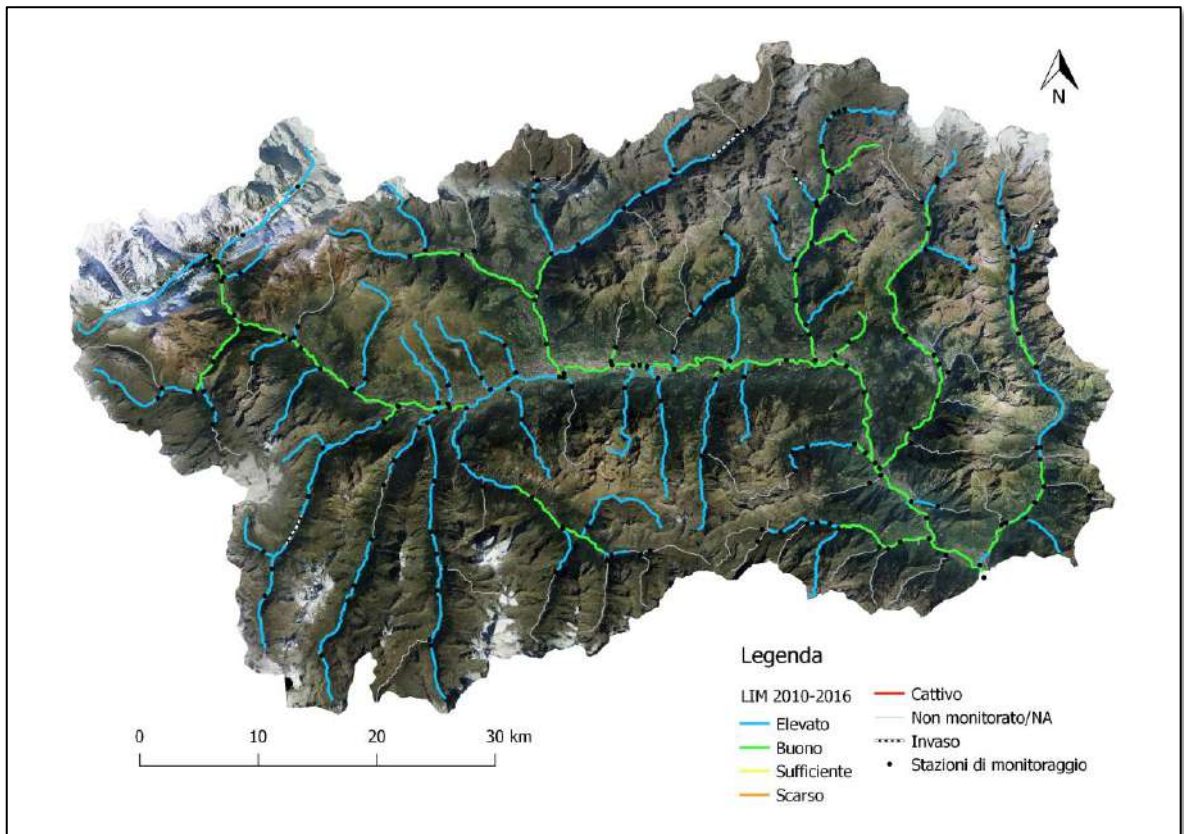 N
Legenda
LIM 2010-2016
Elevato
Buono
Sufficiente
Scarso
Cattivo
Non monitorato/NA
Invaso
Stazioni di monitoraggio
0 10 20 30 km